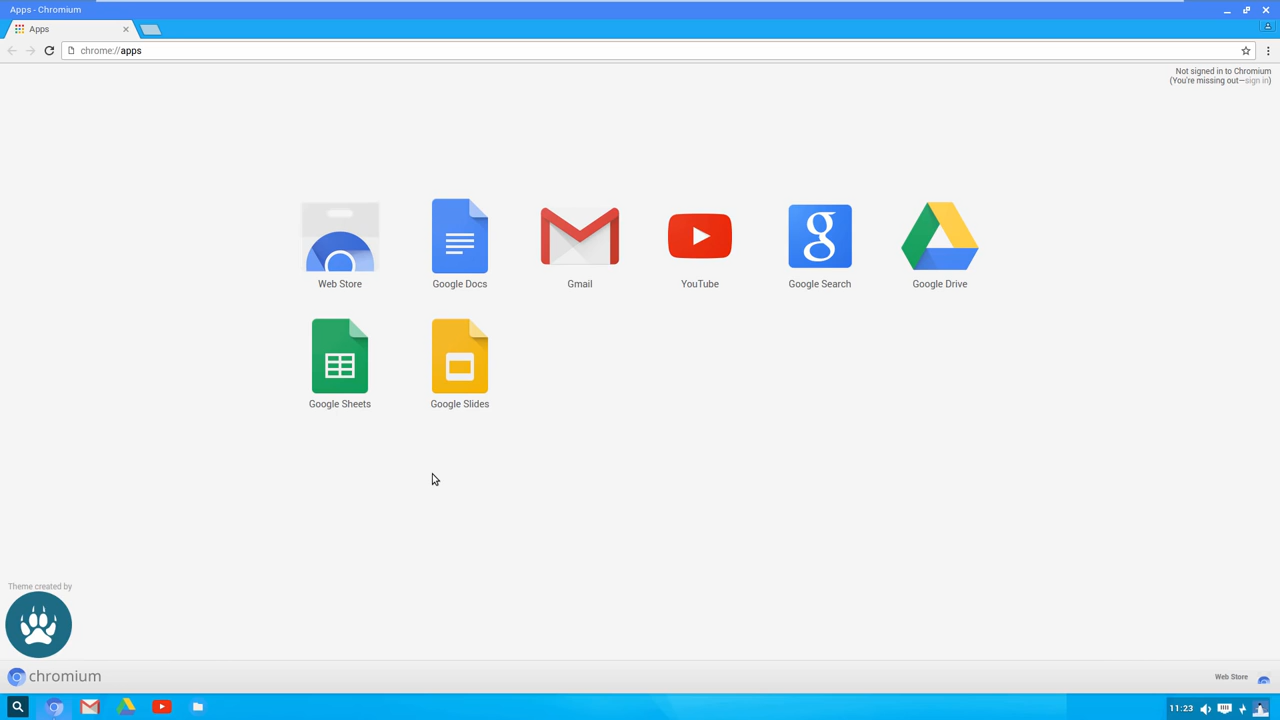 Apps - Chromium
Apps
chrome://apps
Not signed in to Chromium
(You're missing out—sign in)
Web Store
Google Docs
Gmail
YouTube
Google Search
Google Drive
Google Sheets
Google Slides
Theme created by
chromium
Web Store
11:23